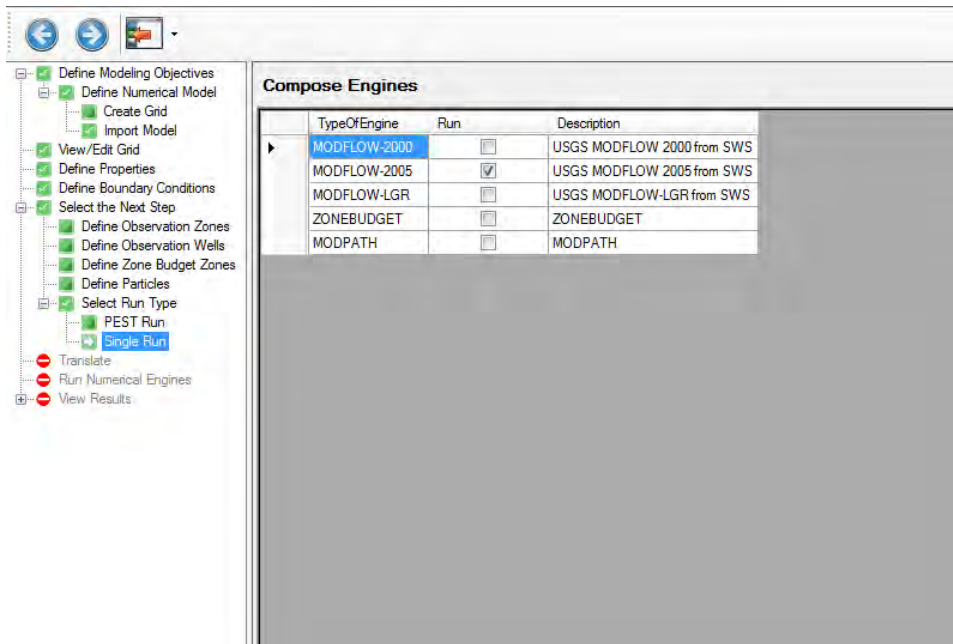 Define Modeling Objectives
Define Numerical Model
Create Grid
Import Model
View/Edit Grid
Define Properties
Define Boundary Conditions
Select the Next Step
Define Observation Zones
Define Observation Wells
Define Zone Budget Zones
Define Particles
Select Run Type
PEST Run
Single Run
Translate
Run Numerical Engines
View Results
Compose Engines
TypeOfEngine Run Description
MODFLOW-2000 USGS MODFLOW 2000 from SWS
MODFLOW-2005 USGS MODFLOW 2005 from SWS
MODFLOW-LGR USGS MODFLOW-LGR from SWS
ZONEBUDGET ZONEBUDGET
MODPATH MODPATH